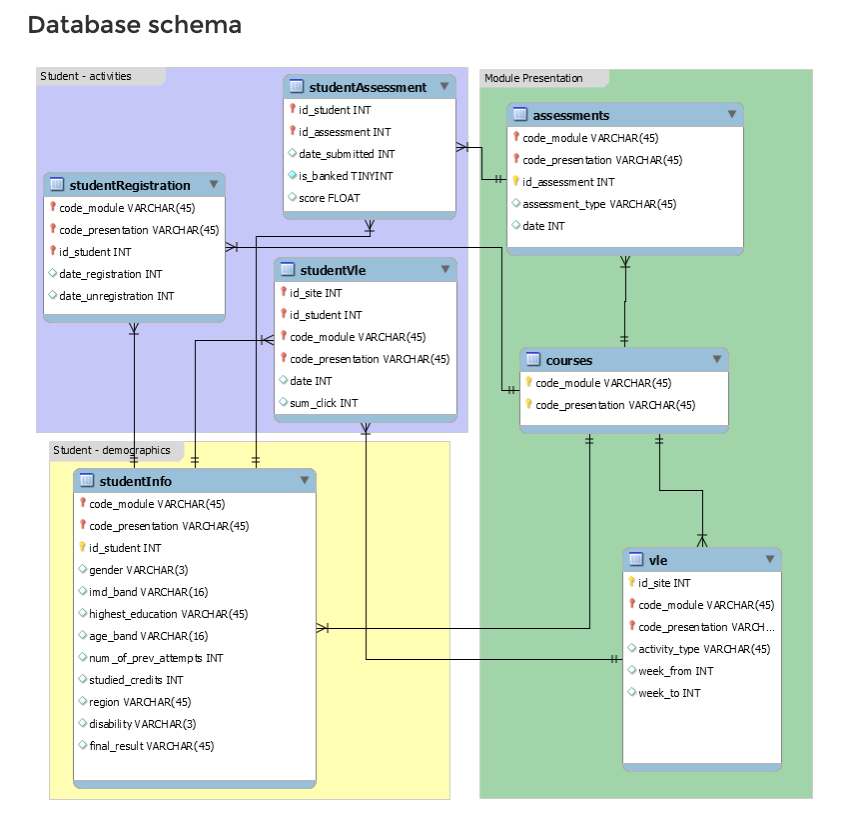 Database schema
Student - activities
studentAssessment
id_student INT
id_assessment INT
date_submitted INT
is_banked TINYINT
score FLOAT
studentRegistration
code_module VARCHAR(45)
code_presentation VARCHAR(45)
id_student INT
date_registration INT
date_unregistration INT
studentVle
id_site INT
id_student INT
code_module VARCHAR(45)
code_presentation VARCHAR(45)
date INT
sum_click INT
Student - demographics
studentInfo
code_module VARCHAR(45)
code_presentation VARCHAR(45)
id_student INT
gender VARCHAR(3)
imd_band VARCHAR(16)
highest_education VARCHAR(45)
age_band VARCHAR(16)
num_of_prev_attempts INT
studied_credits INT
region VARCHAR(45)
disability VARCHAR(3)
final_result VARCHAR(45)
Module Presentation
assessments
code_module VARCHAR(45)
code_presentation VARCHAR(45)
id_assessment INT
assessment_type VARCHAR(45)
date INT
courses
code_module VARCHAR(45)
code_presentation VARCHAR(45)
vle
id_site INT
code_module VARCHAR(45)
code_presentation VARCH...
activity_type VARCHAR(45)
week_from INT
week_to INT